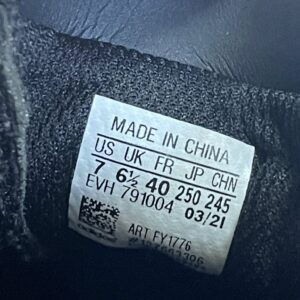 MADE IN CHINA
US UK FR JP CHN
7 6½ 40 250 245
EVH 791004 03/21
ART FY1776